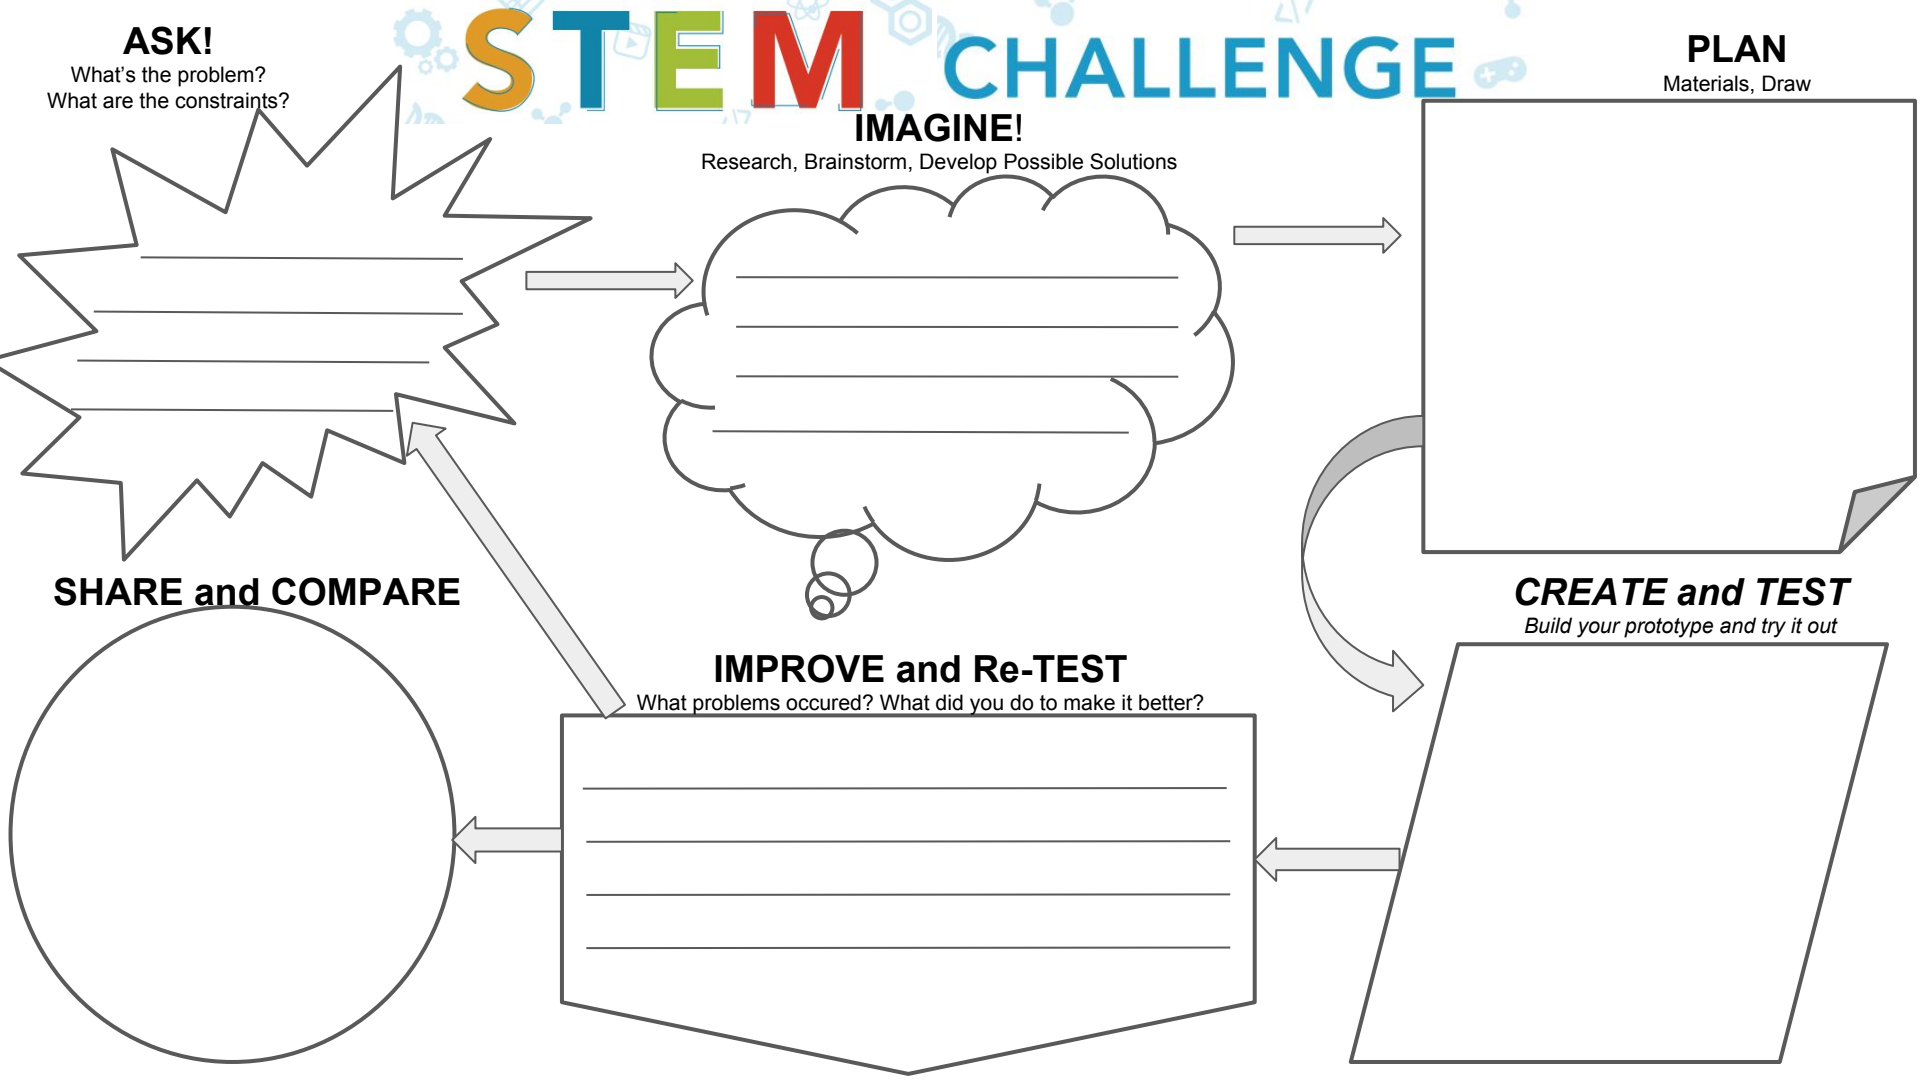 STEM CHALLENGE
ASK!
What's the problem?
What are the constraints?
IMAGINE!
Research, Brainstorm, Develop Possible Solutions
PLAN
Materials, Draw
CREATE and TEST
Build your prototype and try it out
IMPROVE and Re-TEST
What problems occured? What did you do to make it better?
SHARE and COMPARE